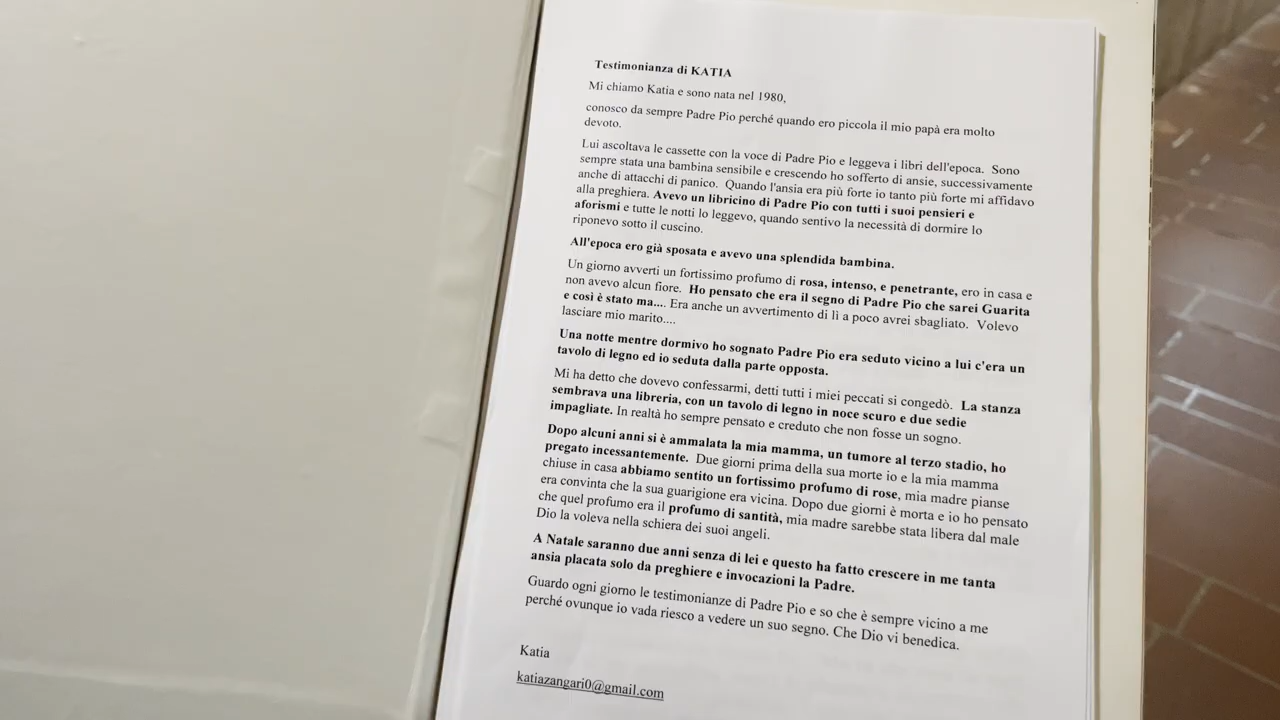 Testimonianza di KATIA
Mi chiamo Katia e sono nata nel 1980,
conosco da sempre Padre Pio perché quando ero piccola il mio papà era molto
devoto.
Lui ascoltava le cassette con la voce di Padre Pio e leggeva i libri dell'epoca. Sono
sempre stata una bambina sensibile e crescendo ho sofferto di ansie, successivamente
anche di attacchi di panico. Quando l'ansia era più forte io tanto più forte mi affidavo
alla preghiera. Avevo un libricino di Padre Pio con tutti i suoi pensieri e
aforismi e tutte le notti lo leggevo, quando sentivo la necessità di dormire lo
riponevo sotto il cuscino.
All'epoca ero già sposata e avevo una splendida bambina.
Un giorno avverti un fortissimo profumo di rosa, intenso, e penetrante, ero in casa e
non avevo alcun fiore. Ho pensato che era il segno di Padre Pio che sarei Guarita
e cosi è stato ma.... Era anche un avvertimento di lì a poco avrei sbagliato. Volevo
lasciare mio marito....
Una notte mentre dormivo ho sognato Padre Pio era seduto vicino a lui c'era un
tavolo di legno ed io seduta dalla parte opposta.
Mi ha detto che dovevo confessarmi, detti tutti i miei peccati si congedò. La stanza
sembrava una libreria, con un tavolo di legno in noce scuro e due sedie
impagliate. In realtà ho sempre pensato e creduto che non fosse un sogno.
Dopo alcuni anni si è ammalata la mia mamma, un tumore al terzo stadio, ho
pregato incessantemente. Due giorni prima della sua morte io e la mia mamma
chiuse in casa abbiamo sentito un fortissimo profumo di rose, mia madre pianse
era convinta che la sua guarigione era vicina. Dopo due giorni è morta e io ho pensato
che quel profumo era il profumo di santità, mia madre sarebbe stata libera dal male
Dio la voleva nella schiera dei suoi angeli.
A Natale saranno due anni senza di lei e questo ha fatto crescere in me tanta
ansia placata solo da preghiere e invocazioni la Padre.
Guardo ogni giorno le testimonianze di Padre Pio e so che è sempre vicino a me
perché ovunque io vada riesco a vedere un suo segno. Che Dio vi benedica.
Katia
katiazangari0@gmail.com